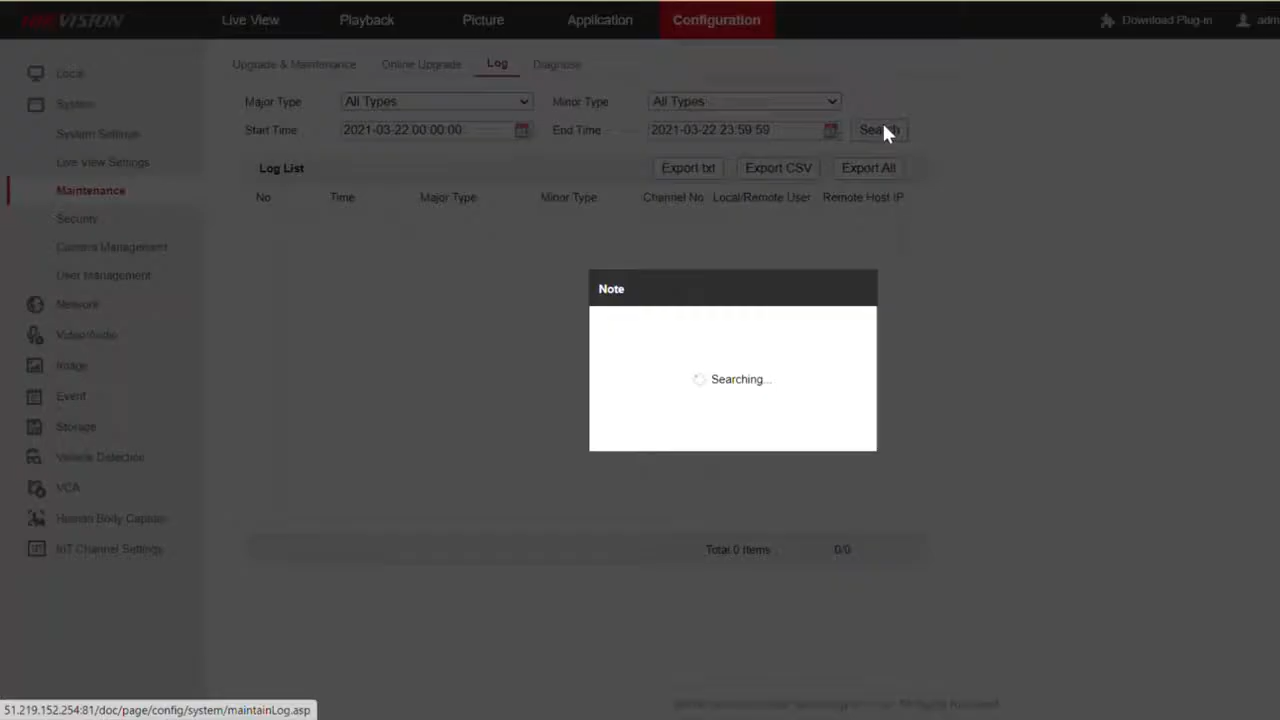 HIKVISION Live View Playback Picture Application Configuration Download Plug-in adm
Local
System
System Settings
Live View Settings
Maintenance
Security
Camera Management
User Management
Network
Video/Audio
Image
Event
Storage
Vehicle Detection
VCA
Human Body Capture
IoT Channel Settings
Upgrade & Maintenance Online Upgrade Log Diagnose
Major Type All Types Minor Type All Types
Start Time 2021-03-22 00:00:00 End Time 2021-03-22 23:59:59 Search
Log List Export txt Export CSV Export All
No Time Major Type Minor Type Channel No Local/Remote User Remote Host IP
Note
Searching...
Total 0 Items 0/0
51.219.152.254:81/doc/page/config/system/maintainLog.asp